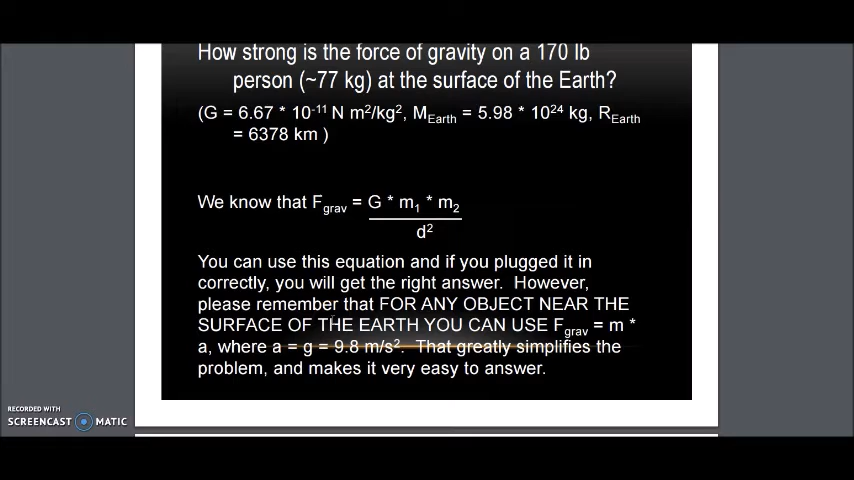 How strong is the force of gravity on a 170 lb
person (~77 kg) at the surface of the Earth?
(G = 6.67 * 10⁻¹¹ N m²/kg², M_Earth = 5.98 * 10²⁴ kg, R_Earth
= 6378 km )
We know that F_grav = G * m₁ * m₂
d²
You can use this equation and if you plugged it in
correctly, you will get the right answer. However,
please remember that FOR ANY OBJECT NEAR THE
SURFACE OF THE EARTH YOU CAN USE F_grav = m *
a, where a = g = 9.8 m/s². That greatly simplifies the
problem, and makes it very easy to answer.
RECORDED WITH
SCREENCAST MATIC